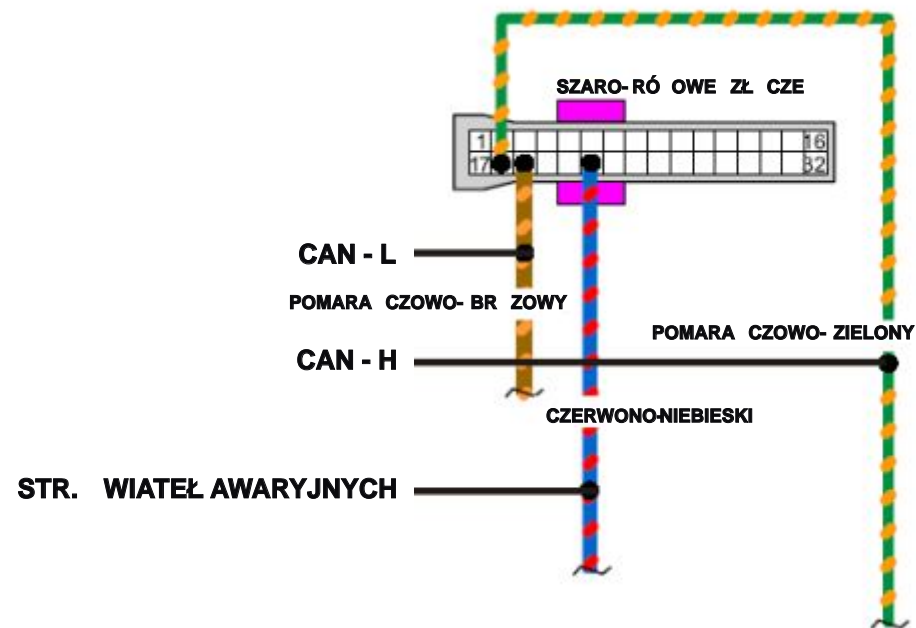 SZARO-RÓ OWE ZŁ CZE
1 16
17 32
CAN - L
POMARA CZOWO- BR ZOWY
POMARA CZOWO- ZIELONY
CAN - H
CZERWONO-NIEBIESKI
STR. WIATEŁ AWARYJNYCH